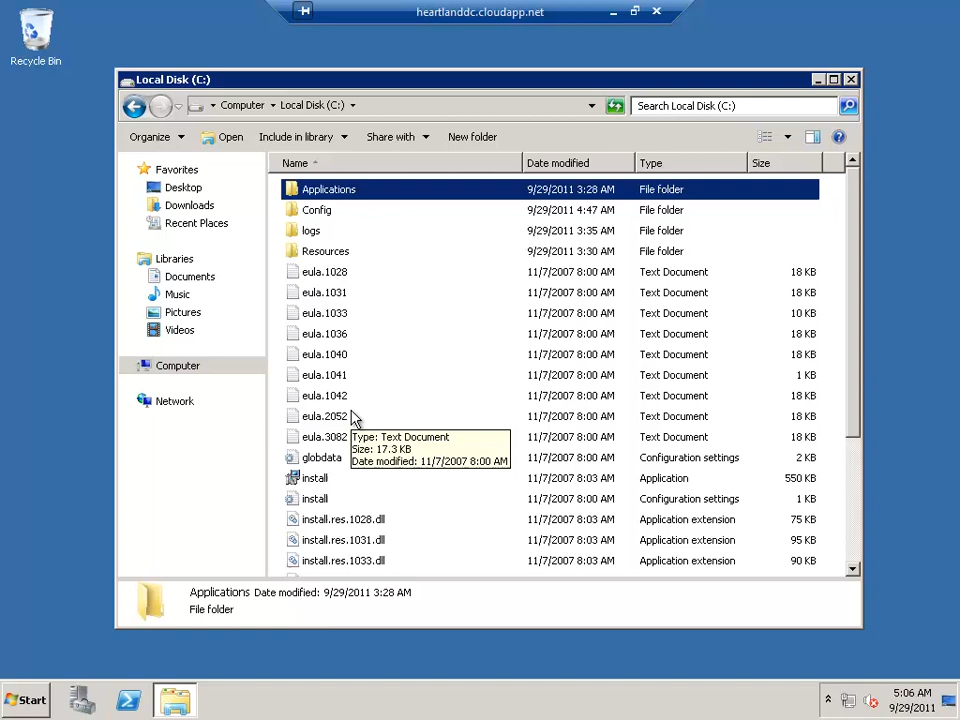 heartlanddc.cloudapp.net
Recycle Bin
Local Disk (C:)
Computer Local Disk (C:)
Search Local Disk (C:)
Organize Open Include in library Share with New folder
Favorites
Desktop
Downloads
Recent Places
Libraries
Documents
Music
Pictures
Videos
Computer
Network
Name Date modified Type Size
Applications 9/29/2011 3:28 AM File folder
Config 9/29/2011 4:47 AM File folder
logs 9/29/2011 3:35 AM File folder
Resources 9/29/2011 3:30 AM File folder
eula.1028 11/7/2007 8:00 AM Text Document 18 KB
eula.1031 11/7/2007 8:00 AM Text Document 18 KB
eula.1033 11/7/2007 8:00 AM Text Document 10 KB
eula.1036 11/7/2007 8:00 AM Text Document 18 KB
eula.1040 11/7/2007 8:00 AM Text Document 18 KB
eula.1041 11/7/2007 8:00 AM Text Document 1 KB
eula.1042 11/7/2007 8:00 AM Text Document 18 KB
eula.2052 11/7/2007 8:00 AM Text Document 18 KB
eula.3082 11/7/2007 8:00 AM Text Document 18 KB
Type: Text Document
Size: 17.3 KB
Date modified: 11/7/2007 8:00 AM
globdata 11/7/2007 8:00 AM Configuration settings 2 KB
install 11/7/2007 8:03 AM Application 550 KB
install 11/7/2007 8:00 AM Configuration settings 1 KB
install.res.1028.dll 11/7/2007 8:03 AM Application extension 75 KB
install.res.1031.dll 11/7/2007 8:03 AM Application extension 95 KB
install.res.1033.dll 11/7/2007 8:03 AM Application extension 90 KB
Applications Date modified: 9/29/2011 3:28 AM
File folder
Start
5:06 AM
9/29/2011